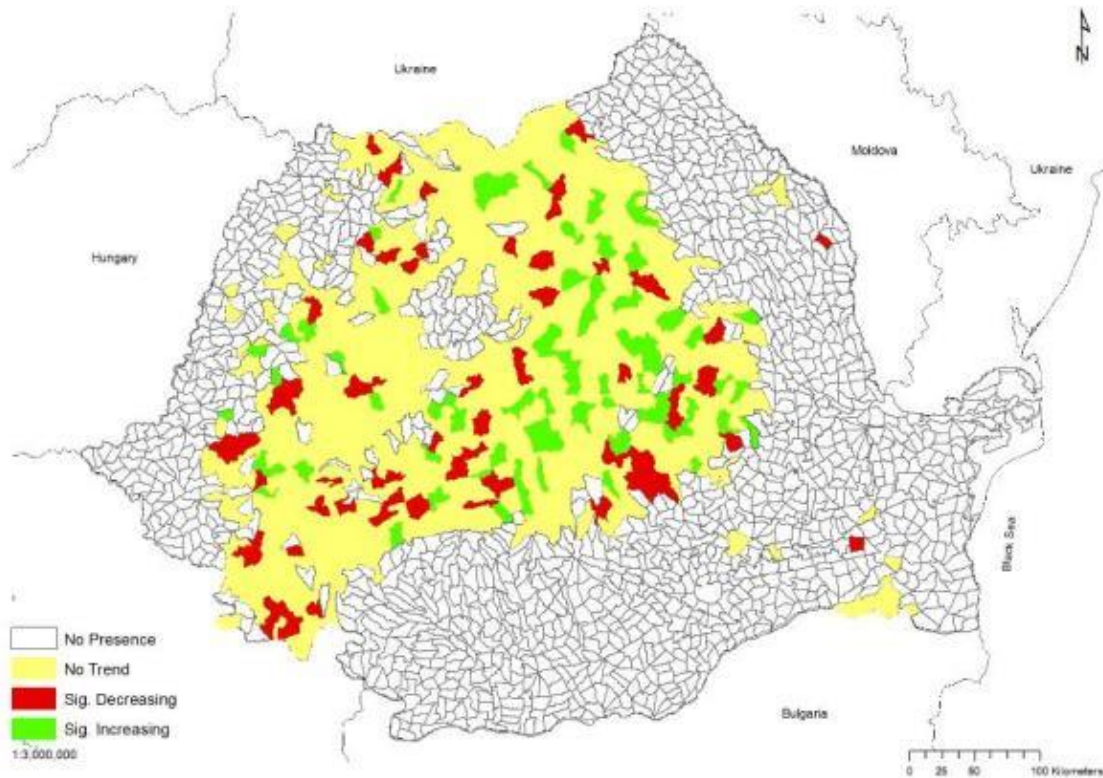 N
Ukraine
Moldova
Ukraine
Hungary
Black Sea
No Presence
No Trend
Sig. Decreasing
Sig. Increasing
1:3,000,000
Bulgaria
0 25 50 100 Kilometers